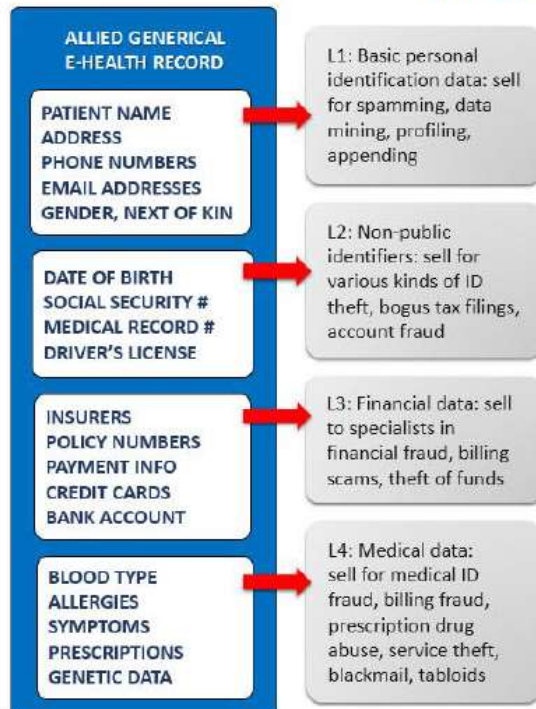 ALLIED GENERICAL
E-HEALTH RECORD
PATIENT NAME
ADDRESS
PHONE NUMBERS
EMAIL ADDRESSES
GENDER, NEXT OF KIN
L1: Basic personal
identification data: sell
for spamming, data
mining, profiling,
appending
DATE OF BIRTH
SOCIAL SECURITY #
MEDICAL RECORD #
DRIVER'S LICENSE
L2: Non-public
identifiers: sell for
various kinds of ID
theft, bogus tax filings,
account fraud
INSURERS
POLICY NUMBERS
PAYMENT INFO
CREDIT CARDS
BANK ACCOUNT
L3: Financial data: sell
to specialists in
financial fraud, billing
scams, theft of funds
BLOOD TYPE
ALLERGIES
SYMPTOMS
PRESCRIPTIONS
GENETIC DATA
L4: Medical data:
sell for medical ID
fraud, billing fraud,
prescription drug
abuse, service theft,
blackmail, tabloids